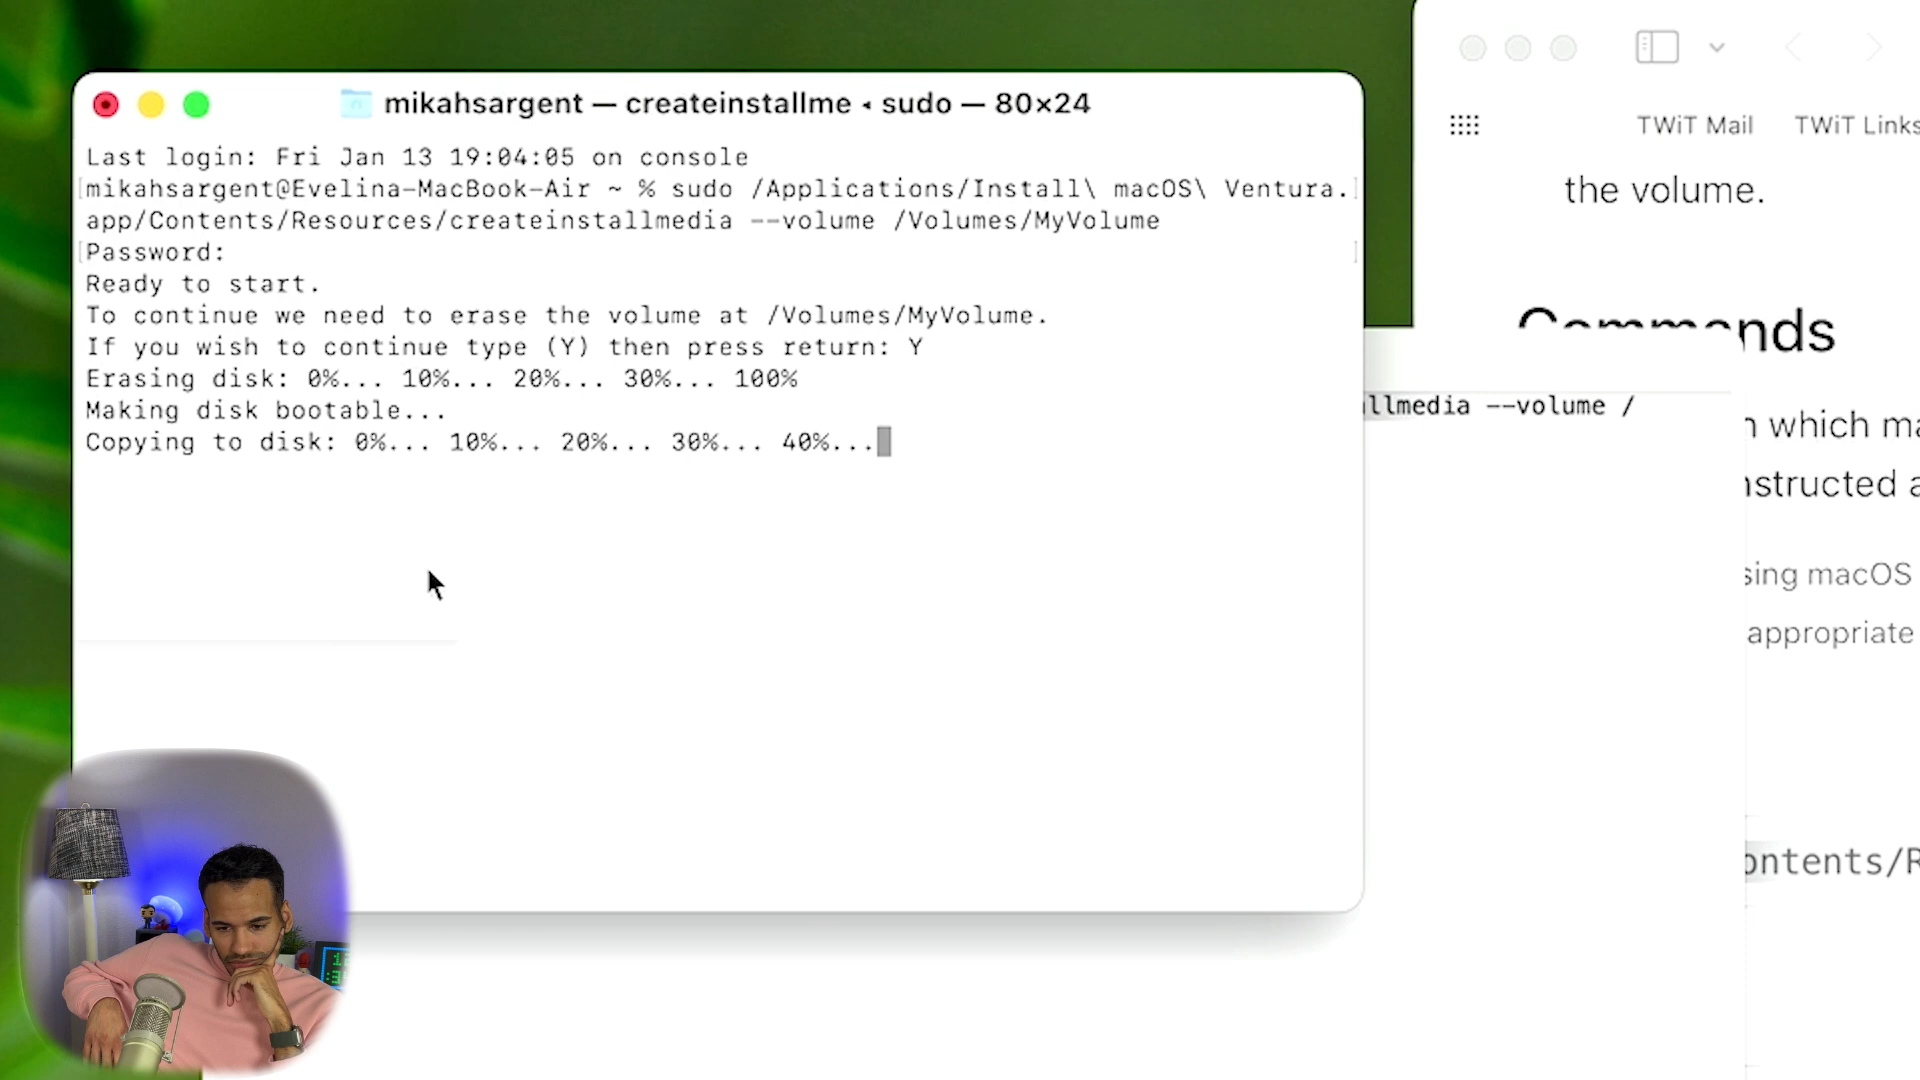 mikahsargent — createinstallme ◂ sudo — 80×24
Last login: Fri Jan 13 19:04:05 on console
[mikahsargent@Evelina-MacBook-Air ~ % sudo /Applications/Install\ macOS\ Ventura.]
app/Contents/Resources/createinstallmedia --volume /Volumes/MyVolume
[Password: ]
Ready to start.
To continue we need to erase the volume at /Volumes/MyVolume.
If you wish to continue type (Y) then press return: Y
Erasing disk: 0%... 10%... 20%... 30%... 100%
Making disk bootable...
Copying to disk: 0%... 10%... 20%... 30%... 40%...
TWiT Mail TWiT Links
the volume.
Commands
llmedia --volume /
which ma
nstructed a
sing macOS
appropriate
ontents/R